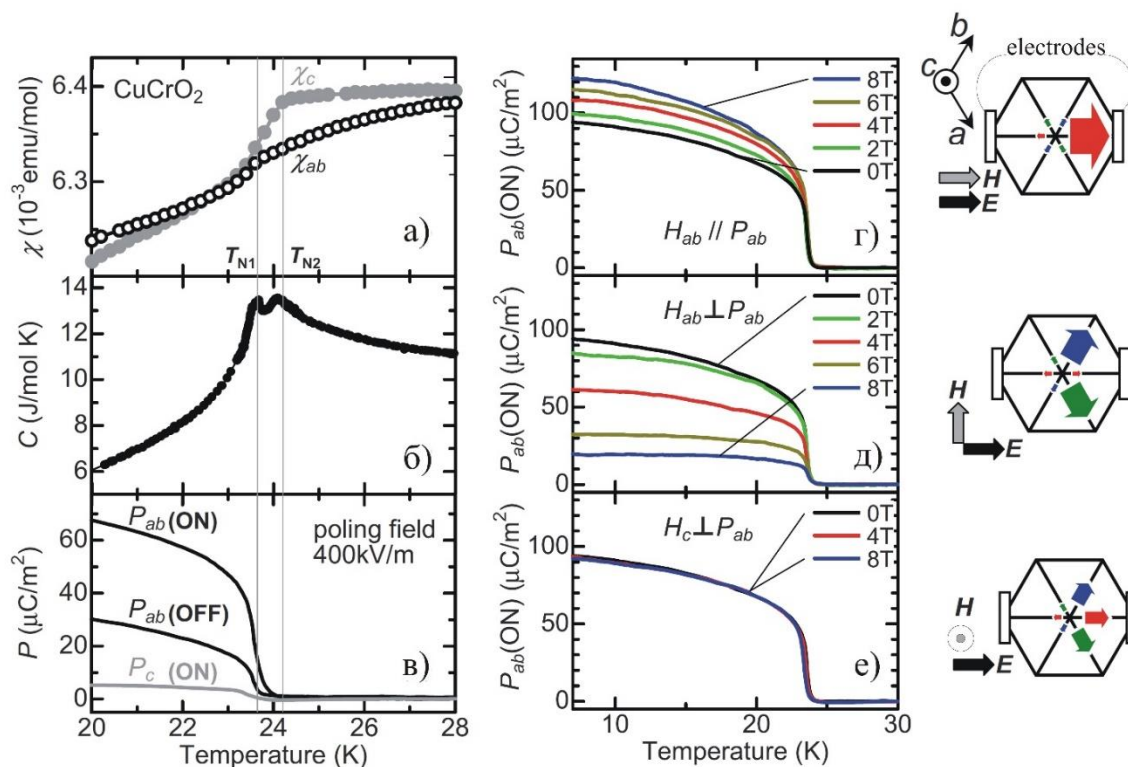 CuCrO2
χc
χab
6.4
6.3
χ (10-3emu/mol)
а)
TN1 TN2
14
13
12
10
8
6
C (J/mol K)
б)
Pab(ON)
Pab(OFF)
Pc (ON)
poling field
400kV/m
60
40
20
0
P (μC/m2)
в)
20 22 24 26 28
Temperature (K)
8T
6T
4T
2T
0T
100
50
0
Pab(ON) (μC/m2)
Hab // Pab
г)
0T
2T
4T
6T
8T
100
50
0
Pab(ON) (μC/m2)
Hab⊥Pab
д)
0T
4T
8T
100
50
0
Pab(ON) (μC/m2)
Hc⊥Pab
е)
10 20 30
Temperature (K)
b
c
a
electrodes
H
E
H
E
H
E